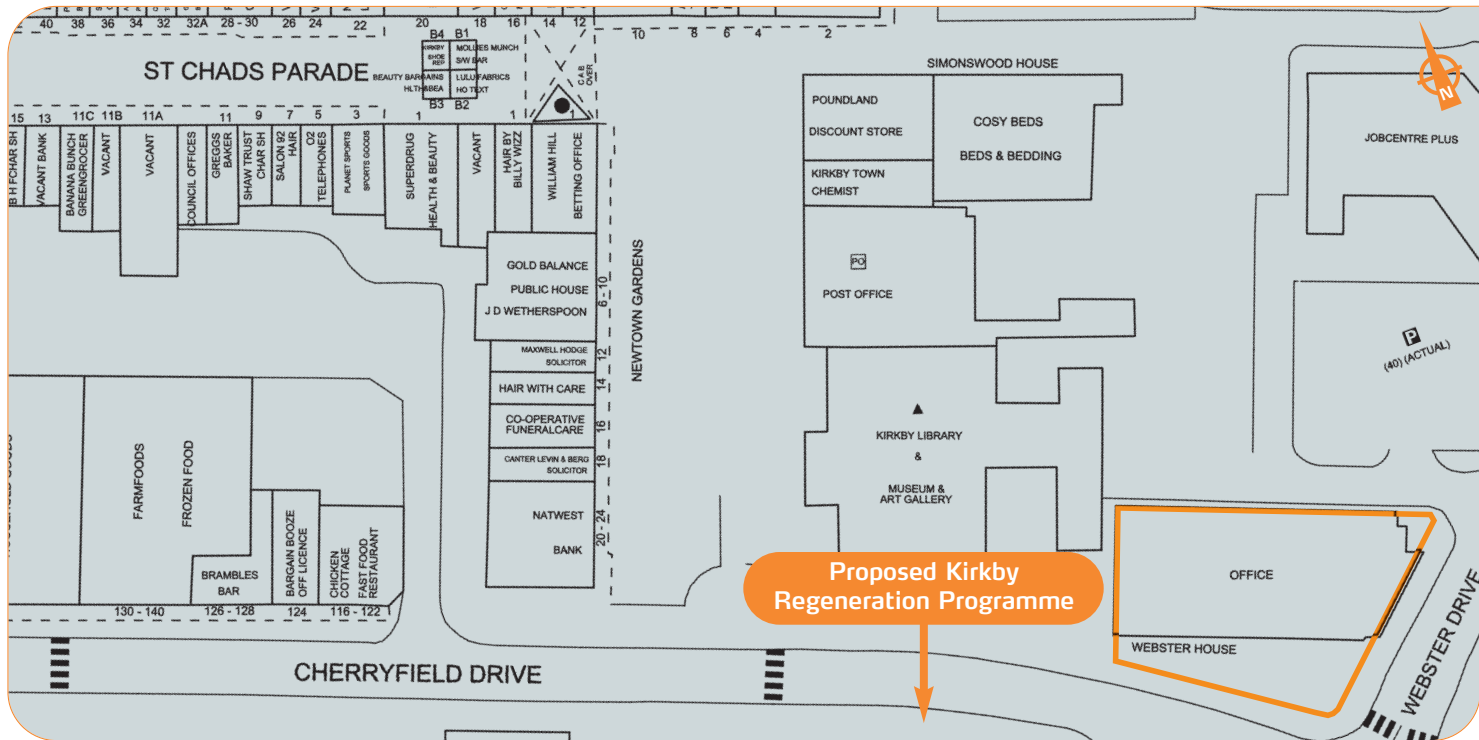 40 38 36 34 32 32A 28 - 30 26 24 22 20 18 16 14 12 10 8 6 4 2
B4 B1
KIRKBY
SHOE
REP
MOLLIES MUNCH
S/W BAR
BEAUTY BARGAINS
HLTH&BEA
LULU FABRICS
HO TEXT
B3 B2
ST CHADS PARADE
C A B
OVER
15 13 11C 11B 11A 11 9 7 5 3 1 1 1
B H F CHAR SH
VACANT BANK
BANANA BUNCH
GREENGROCER
VACANT
VACANT
COUNCIL OFFICES
GREGGS
BAKER
SHAW TRUST
CHAR SH
SALON 92
HAIR
O2
TELEPHONES
PLANET SPORTS
SPORTS GOODS
SUPERDRUG
HEALTH & BEAUTY
VACANT
HAIR BY
BILLY WIZZ
WILLIAM HILL
BETTING OFFICE
GOLD BALANCE
PUBLIC HOUSE
J D WETHERSPOON
6 - 10
MAXWELL HODGE
SOLICITOR
12
HAIR WITH CARE
14
CO-OPERATIVE
FUNERALCARE
16
CANTER LEVIN & BERG
SOLICITOR
18
NATWEST
BANK
20 - 24
NEWTOWN GARDENS
SIMONSWOOD HOUSE
POUNDLAND
DISCOUNT STORE
COSY BEDS
BEDS & BEDDING
KIRKBY TOWN
CHEMIST
PO
POST OFFICE
KIRKBY LIBRARY
&
MUSEUM &
ART GALLERY
N
JOBCENTRE PLUS
P
(40) (ACTUAL)
FARMFOODS
FROZEN FOOD
BRAMBLES
BAR
BARGAIN BOOZE
OFF LICENCE
CHICKEN
COTTAGE
FAST FOOD
RESTAURANT
130 - 140
126 - 128
124
116 - 122
Proposed Kirkby
Regeneration Programme
OFFICE
WEBSTER HOUSE
CHERRYFIELD DRIVE
WEBSTER DRIVE